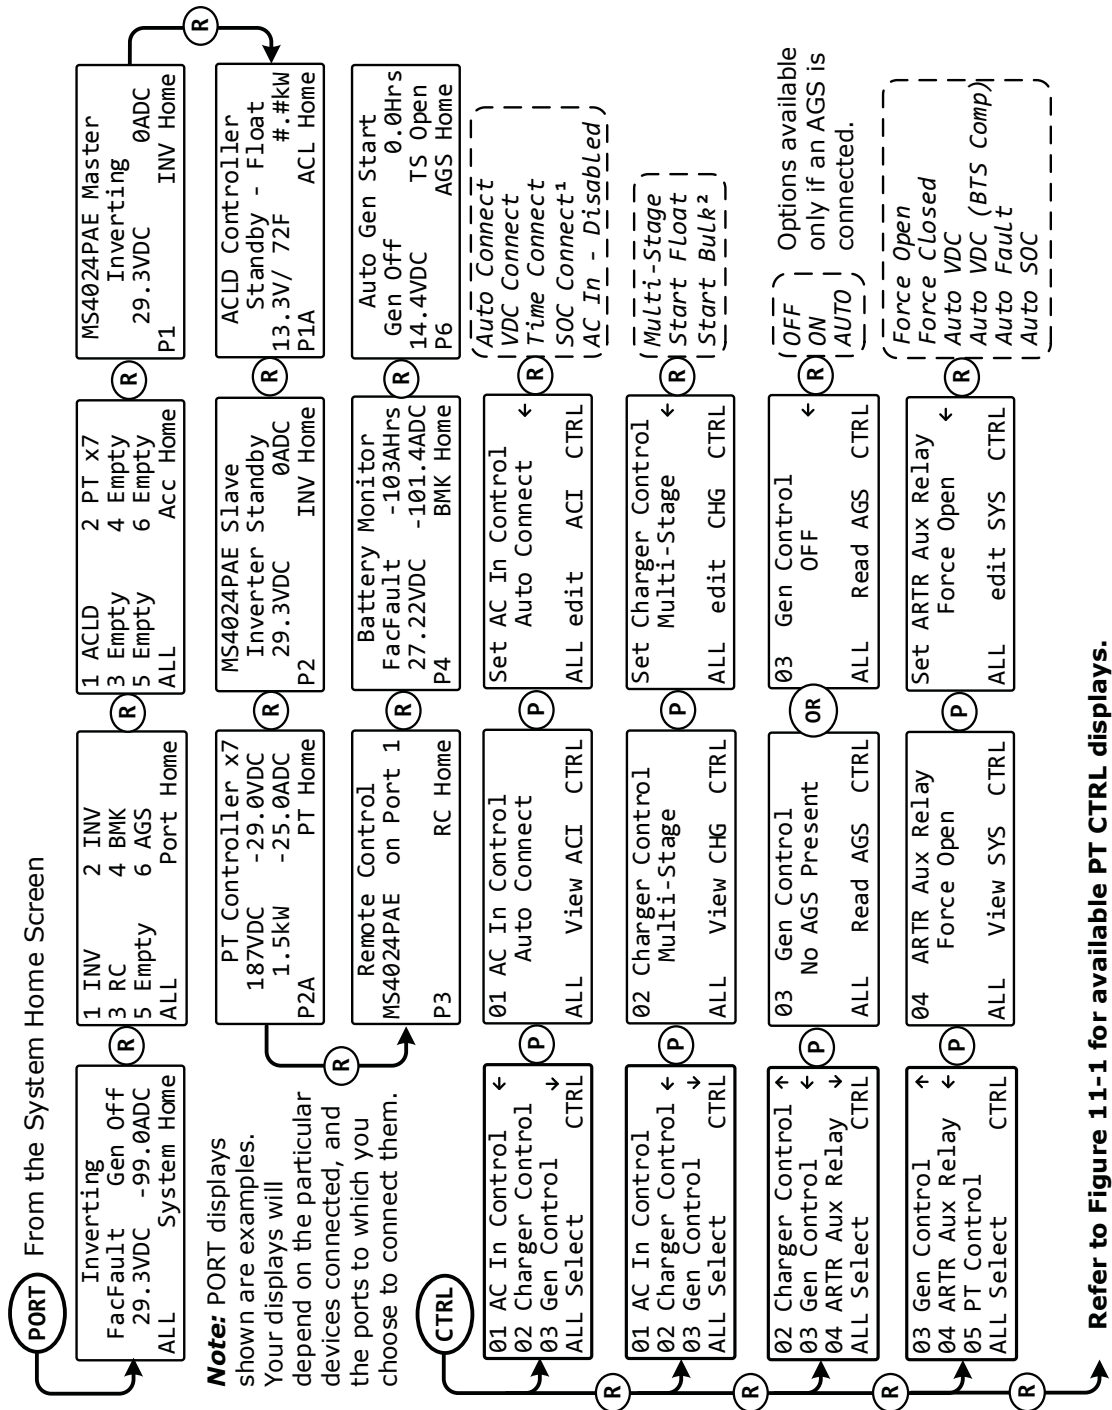 PORT
From the System Home Screen
Inverting
FacFault Gen Off
29.3VDC -99.0ADC
ALL System Home
R
1 INV 2 INV
3 RC 4 BMK
5 Empty 6 AGS
ALL Port Home
R
1 ACLD 2 PT x7
3 Empty 4 Empty
5 Empty 6 Empty
ALL Acc Home
R
MS4024PAE Master
Inverting
29.3VDC 0ADC
P1 INV Home
R
PT Controller x7
187VDC -29.0VDC
1.5kW -25.0ADC
P2A PT Home
R
MS4024PAE Slave
Inverter Standby
29.3VDC 0ADC
P2 INV Home
R
ACLD Controller
Standby - Float
13.3V/ 72F #.#kW
P1A ACL Home
R
Remote Control
MS4024PAE on Port 1
P3 RC Home
R
Battery Monitor
FacFault -103AHrs
27.22VDC -101.4ADC
P4 BMK Home
R
Auto Gen Start
Gen Off 0.0Hrs
14.4VDC TS Open
P6 AGS Home
Note: PORT displays
shown are examples.
Your displays will
depend on the particular
devices connected, and
the ports to which you
choose to connect them.
CTRL
01 AC In Control ←
02 Charger Control
03 Gen Control ↓
ALL Select CTRL
P
01 AC In Control
Auto Connect
ALL View ACI CTRL
P
Set AC In Control
Auto Connect ←
ALL edit ACI CTRL
R
Auto Connect
VDC Connect
Time Connect
SOC Connect¹
AC In - Disabled
R
01 AC In Control
02 Charger Control ←
03 Gen Control ↓
ALL Select CTRL
P
02 Charger Control
Multi-Stage
ALL View CHG CTRL
P
Set Charger Control
Multi-Stage ←
ALL edit CHG CTRL
R
Multi-Stage
Start Float
Start Bulk²
R
02 Charger Control ↑
03 Gen Control ←
04 ARTR Aux Relay ↓
ALL Select CTRL
P
03 Gen Control
No AGS Present
ALL Read AGS CTRL
OR
03 Gen Control
OFF ←
ALL Read AGS CTRL
R
OFF
ON
AUTO
Options available
only if an AGS is
connected.
R
03 Gen Control ↑
04 ARTR Aux Relay ←
05 PT Control
ALL Select CTRL
P
04 ARTR Aux Relay
Force Open
ALL View SYS CTRL
P
Set ARTR Aux Relay
Force Open ←
ALL edit SYS CTRL
R
Force Open
Force Closed
Auto VDC
Auto VDC (BTS Comp)
Auto Fault
Auto SOC
R
Refer to Figure 11-1 for available PT CTRL displays.